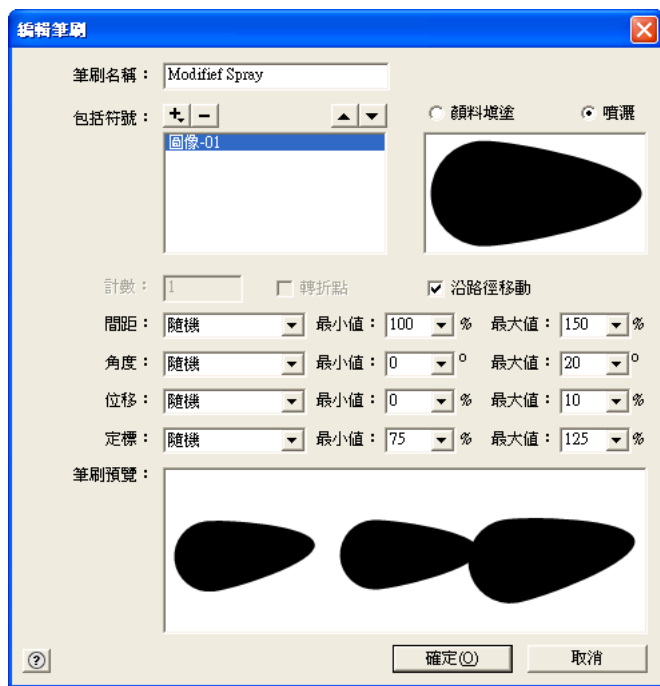 編輯筆刷
筆刷名稱： Modifief Spray
包括符號： 顏料填塗 噴灑
圖像-01
計數： 1 轉折點 沿路徑移動
間距： 隨機 最小值： 100 % 最大值： 150 %
角度： 隨機 最小值： 0 ° 最大值： 20 °
位移： 隨機 最小值： 0 % 最大值： 10 %
定標： 隨機 最小值： 75 % 最大值： 125 %
筆刷預覽：
? 確定(O) 取消